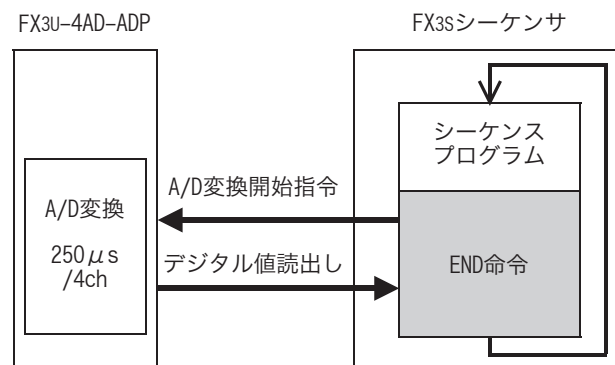 FX3U-4AD-ADP
FX3Sシーケンサ
シーケンス
プログラム
A/D変換開始指令
A/D変換
250μs
/4ch
デジタル値読出し
END命令